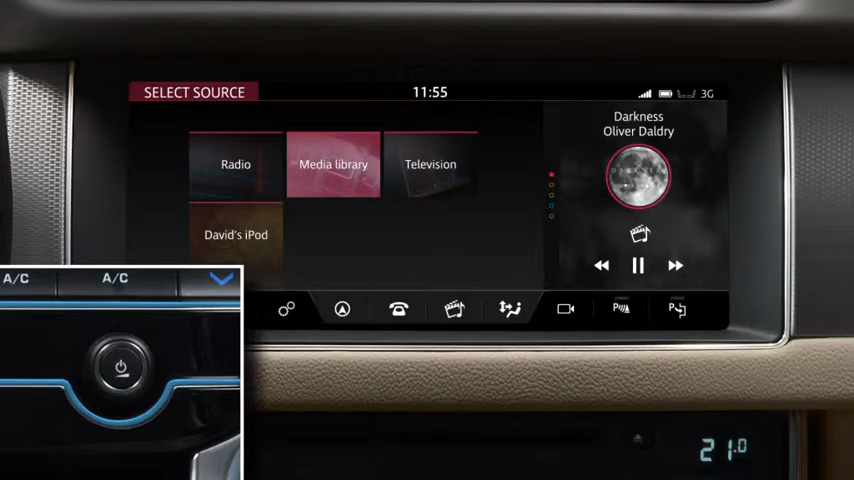 SELECT SOURCE
11:55
3G
Darkness
Oliver Daldry
Radio
Media library
Television
David's iPod
A/C
A/C
21.0